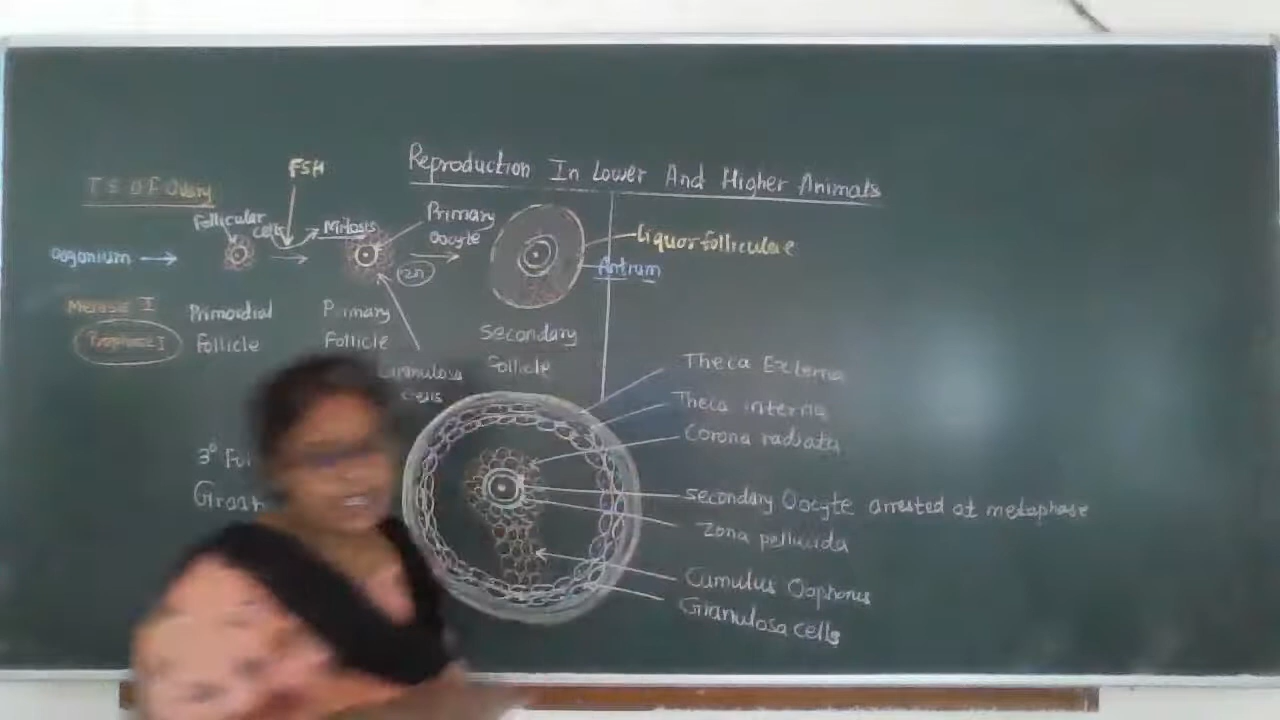 Reproduction In Lower And Higher Animals
T.S OF Ovary
FSH
Follicular
cells
Mitosis
Primary
Oocyte
Oogonium
2n
Liquor folliculae
Antrum
Meiosis I
Prophase I
Primordial
Follicle
Primary
Follicle
Secondary
Follicle
Granulosa
Cells
3° Fol
Graaf
Theca Externa
Theca interna
Corona radiata
Secondary Oocyte arrested at metaphase
Zona pellucida
Cumulus Oophorus
Granulosa cells